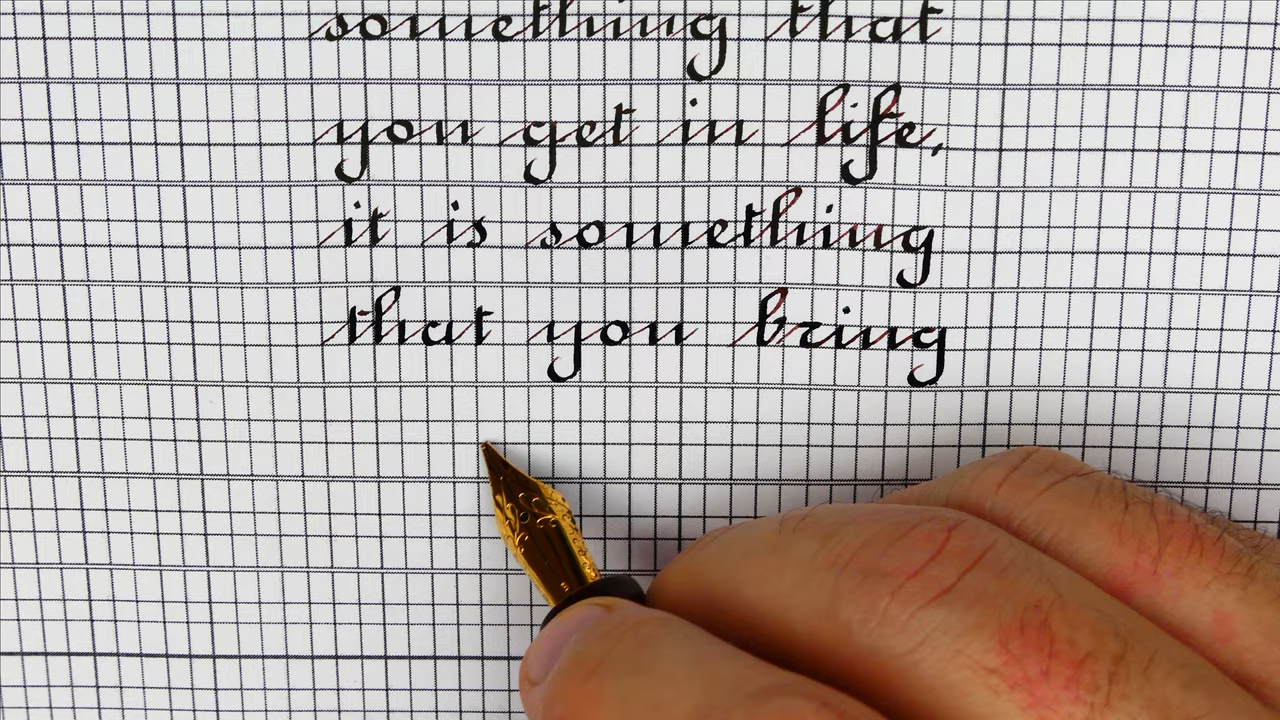 something that
you get in life,
it is something
that you bring